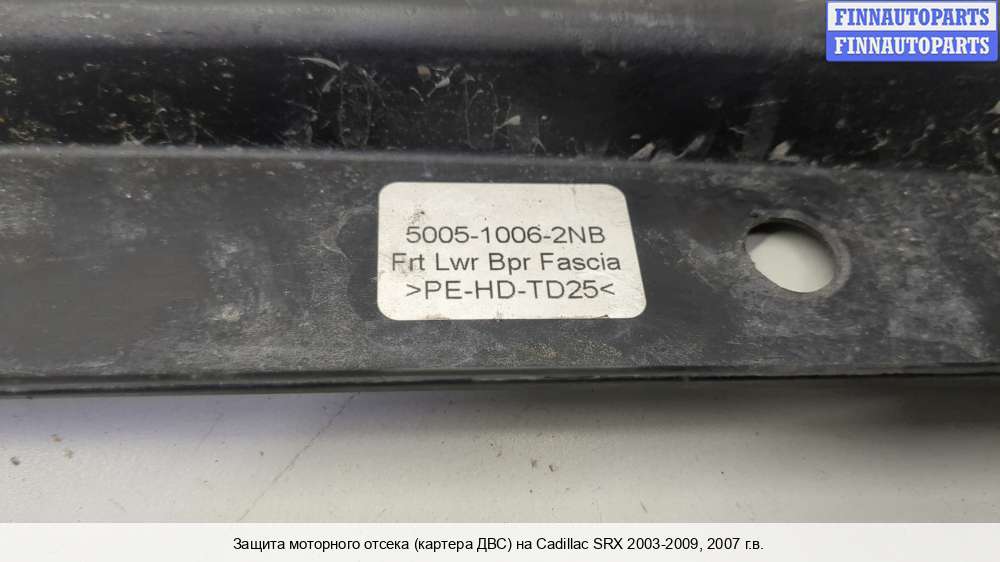 FINNAUTOPARTS
FINNAUTOPARTS
5005-1006-2NB
Frt Lwr Bpr Fascia
>PE-HD-TD25<
Защита моторного отсека (картера ДВС) на Cadillac SRX 2003-2009, 2007 г.в.